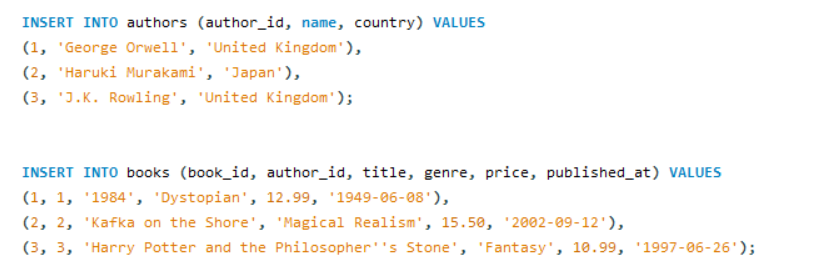 INSERT INTO authors (author_id, name, country) VALUES
(1, 'George Orwell', 'United Kingdom'),
(2, 'Haruki Murakami', 'Japan'),
(3, 'J.K. Rowling', 'United Kingdom');
INSERT INTO books (book_id, author_id, title, genre, price, published_at) VALUES
(1, 1, '1984', 'Dystopian', 12.99, '1949-06-08'),
(2, 2, 'Kafka on the Shore', 'Magical Realism', 15.50, '2002-09-12'),
(3, 3, 'Harry Potter and the Philosopher''s Stone', 'Fantasy', 10.99, '1997-06-26');